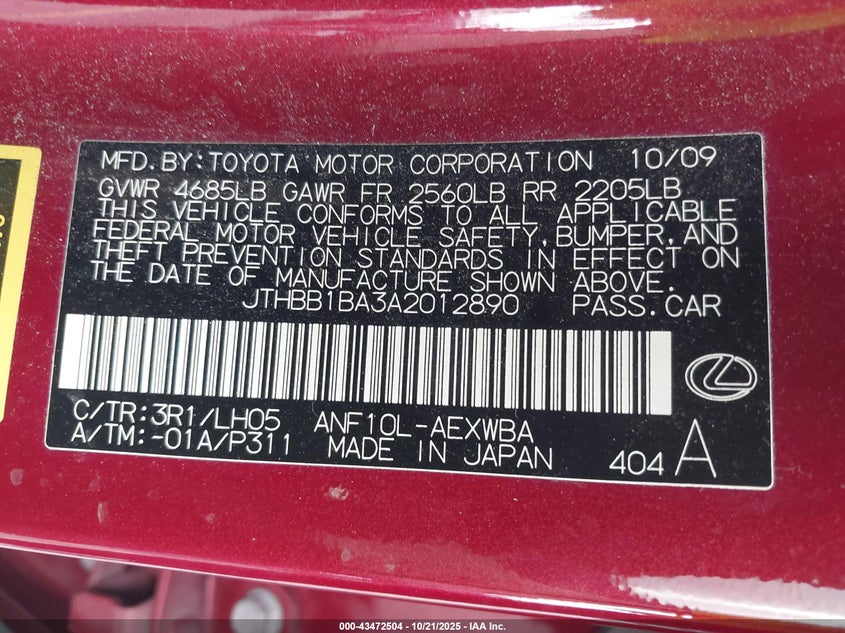 MFD.BY:TOYOTA MOTOR CORPORATION 10/09
GVWR 4685LB GAWR FR 2560LB RR 2205LB
THIS VEHICLE CONFORMS TO ALL APPLICABLE
FEDERAL MOTOR VEHICLE SAFETY,BUMPER,AND
THEFT PREVENTION STANDARDS IN EFFECT ON
THE DATE OF MANUFACTURE SHOWN ABOVE.
JTHBB1BA3A2012890 PASS.CAR
C/TR:3R1/LH05 ANF10L-AEXWBA
A/TM:-01A/P311 MADE IN JAPAN 404 A
000-43472504 - 10/21/2025 - IAA Inc.